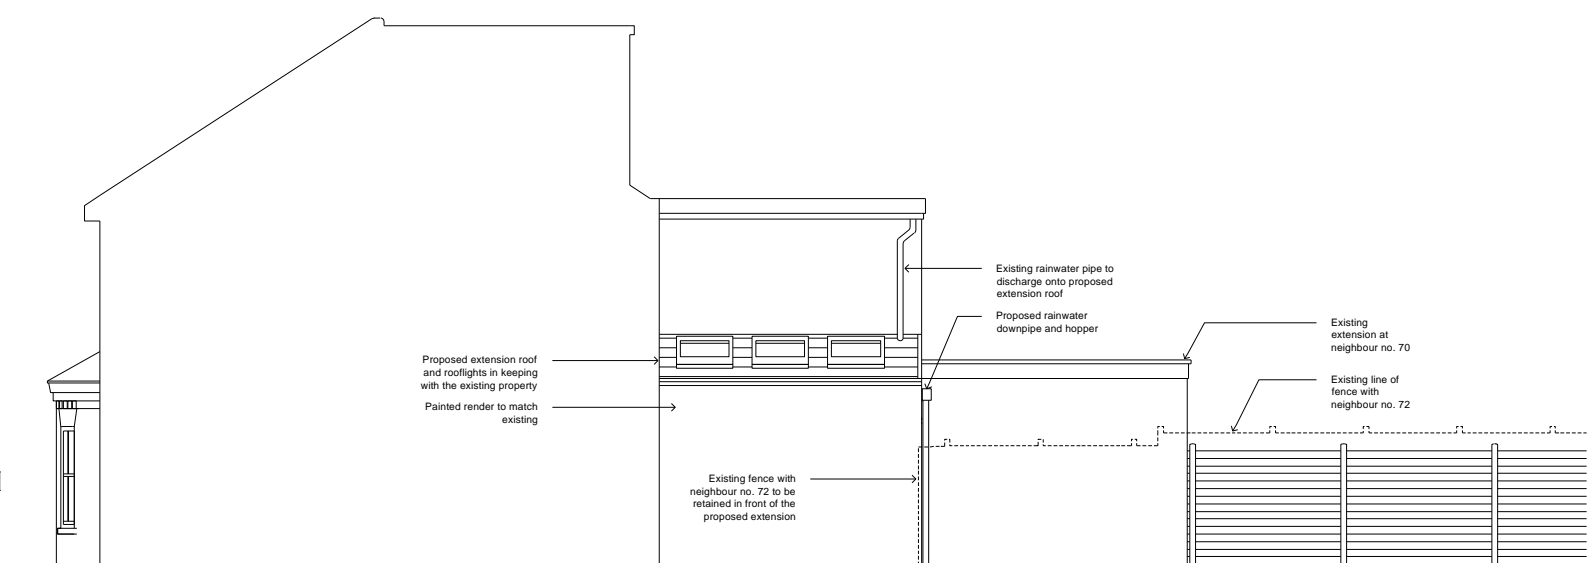 Existing rainwater pipe to
discharge onto proposed
extension roof
Proposed rainwater
downpipe and hopper
Existing
extension at
neighbour no. 70
Proposed extension roof
and rooflights in keeping
with the existing property
Existing line of
fence with
neighbour no. 72
Painted render to match
existing
Existing fence with
neighbour no. 72 to be
retained in front of the
proposed extension